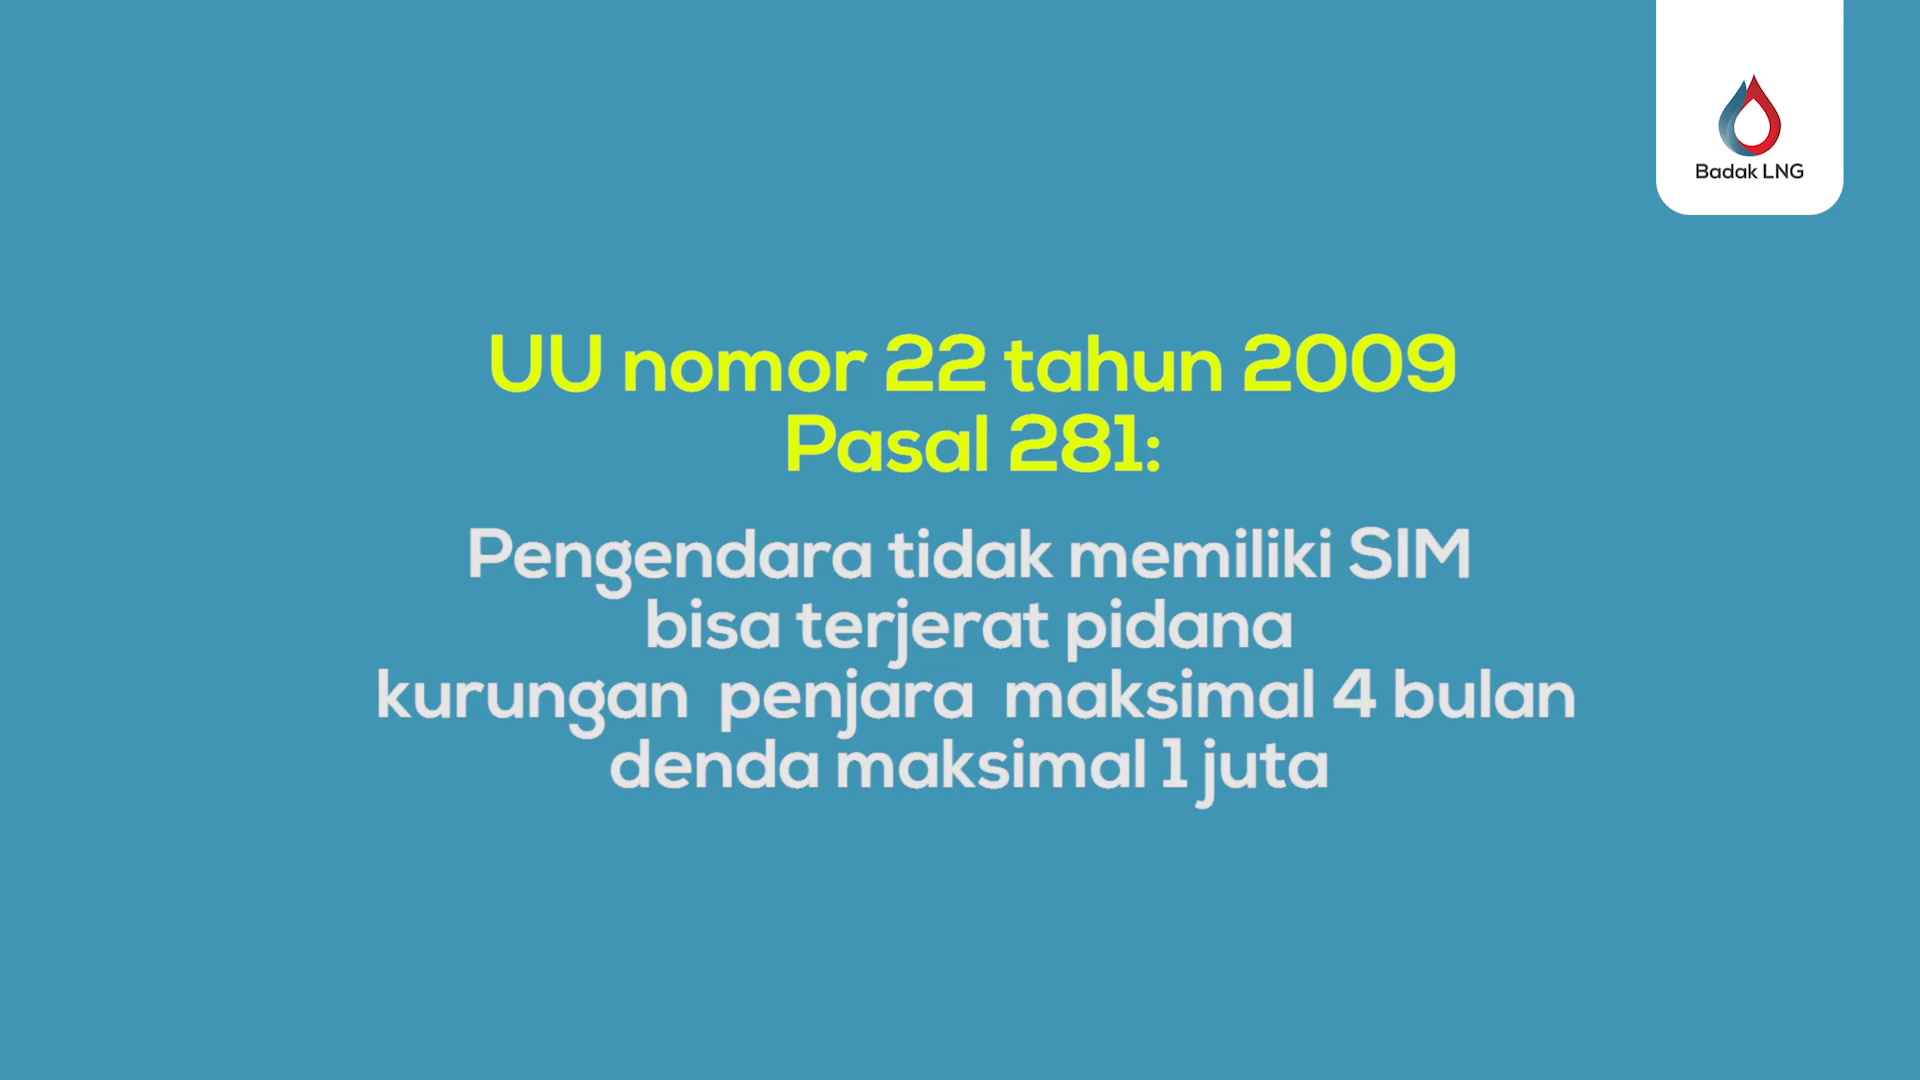 Badak LNG
UU nomor 22 tahun 2009
Pasal 281:
Pengendara tidak memiliki SIM
bisa terjerat pidana
kurungan penjara maksimal 4 bulan
denda maksimal 1 juta